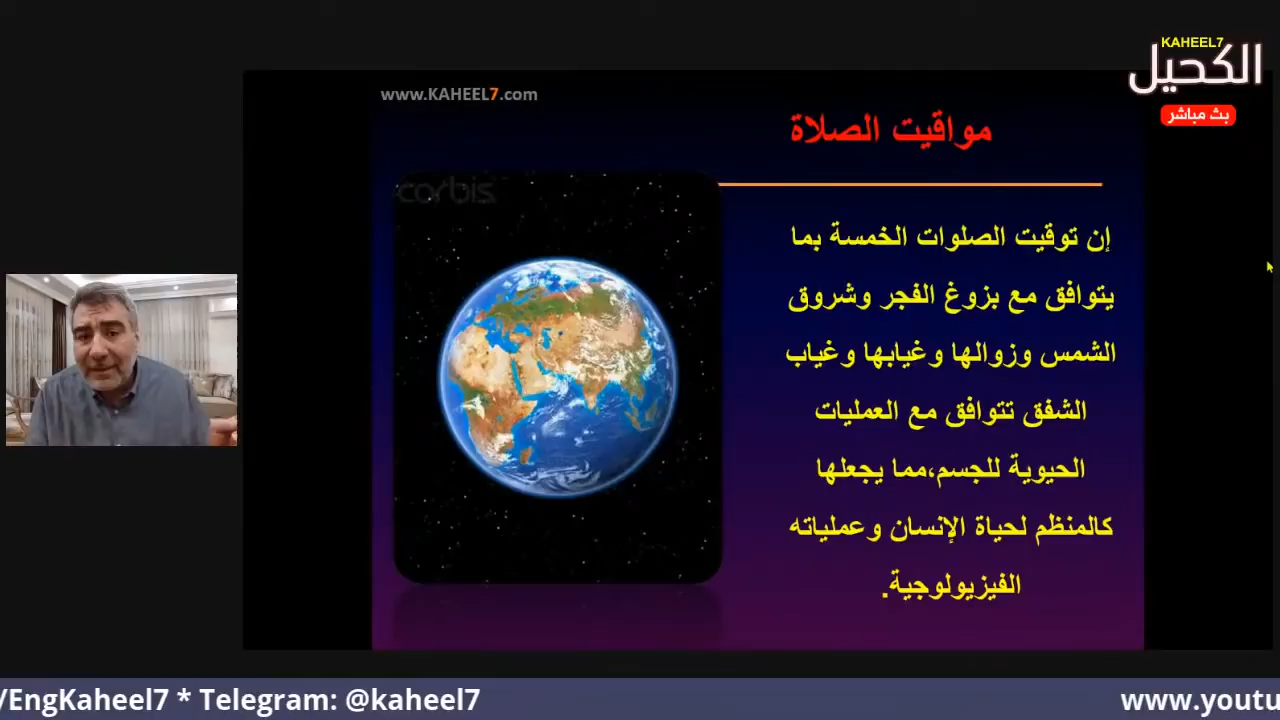 KAHEEL7
الكحيل
بث مباشر
www.KAHEEL7.com
مواقيت الصلاة
corbis
إن توقيت الصلوات الخمسة بما
يتوافق مع بزوغ الفجر وشروق
الشمس وزوالها وغيابها وغياب
الشفق تتوافق مع العمليات
الحيوية للجسم،مما يجعلها
كالمنظم لحياة الإنسان وعملياته
الفيزيولوجية.
/EngKaheel7 * Telegram: @kaheel7
www.youtu